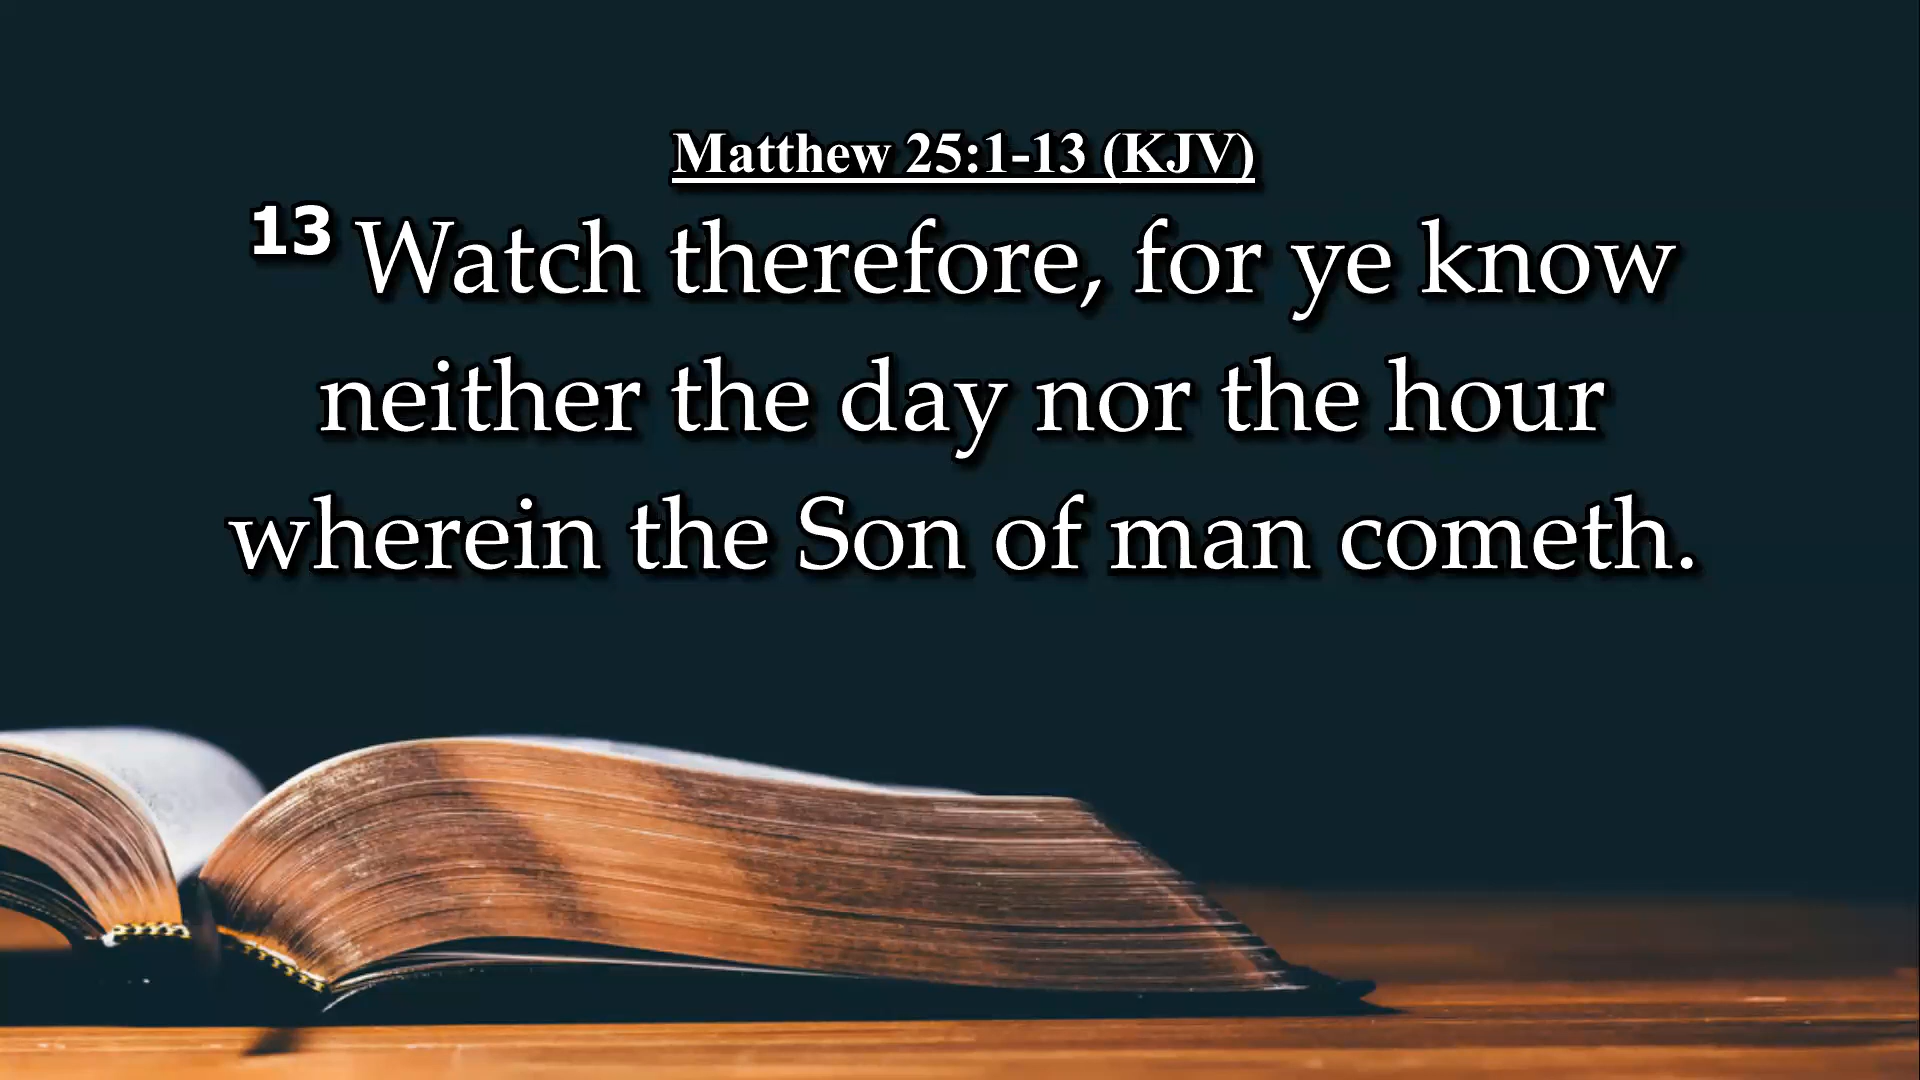 Matthew 25:1-13 (KJV)
13 Watch therefore, for ye know
neither the day nor the hour
wherein the Son of man cometh.